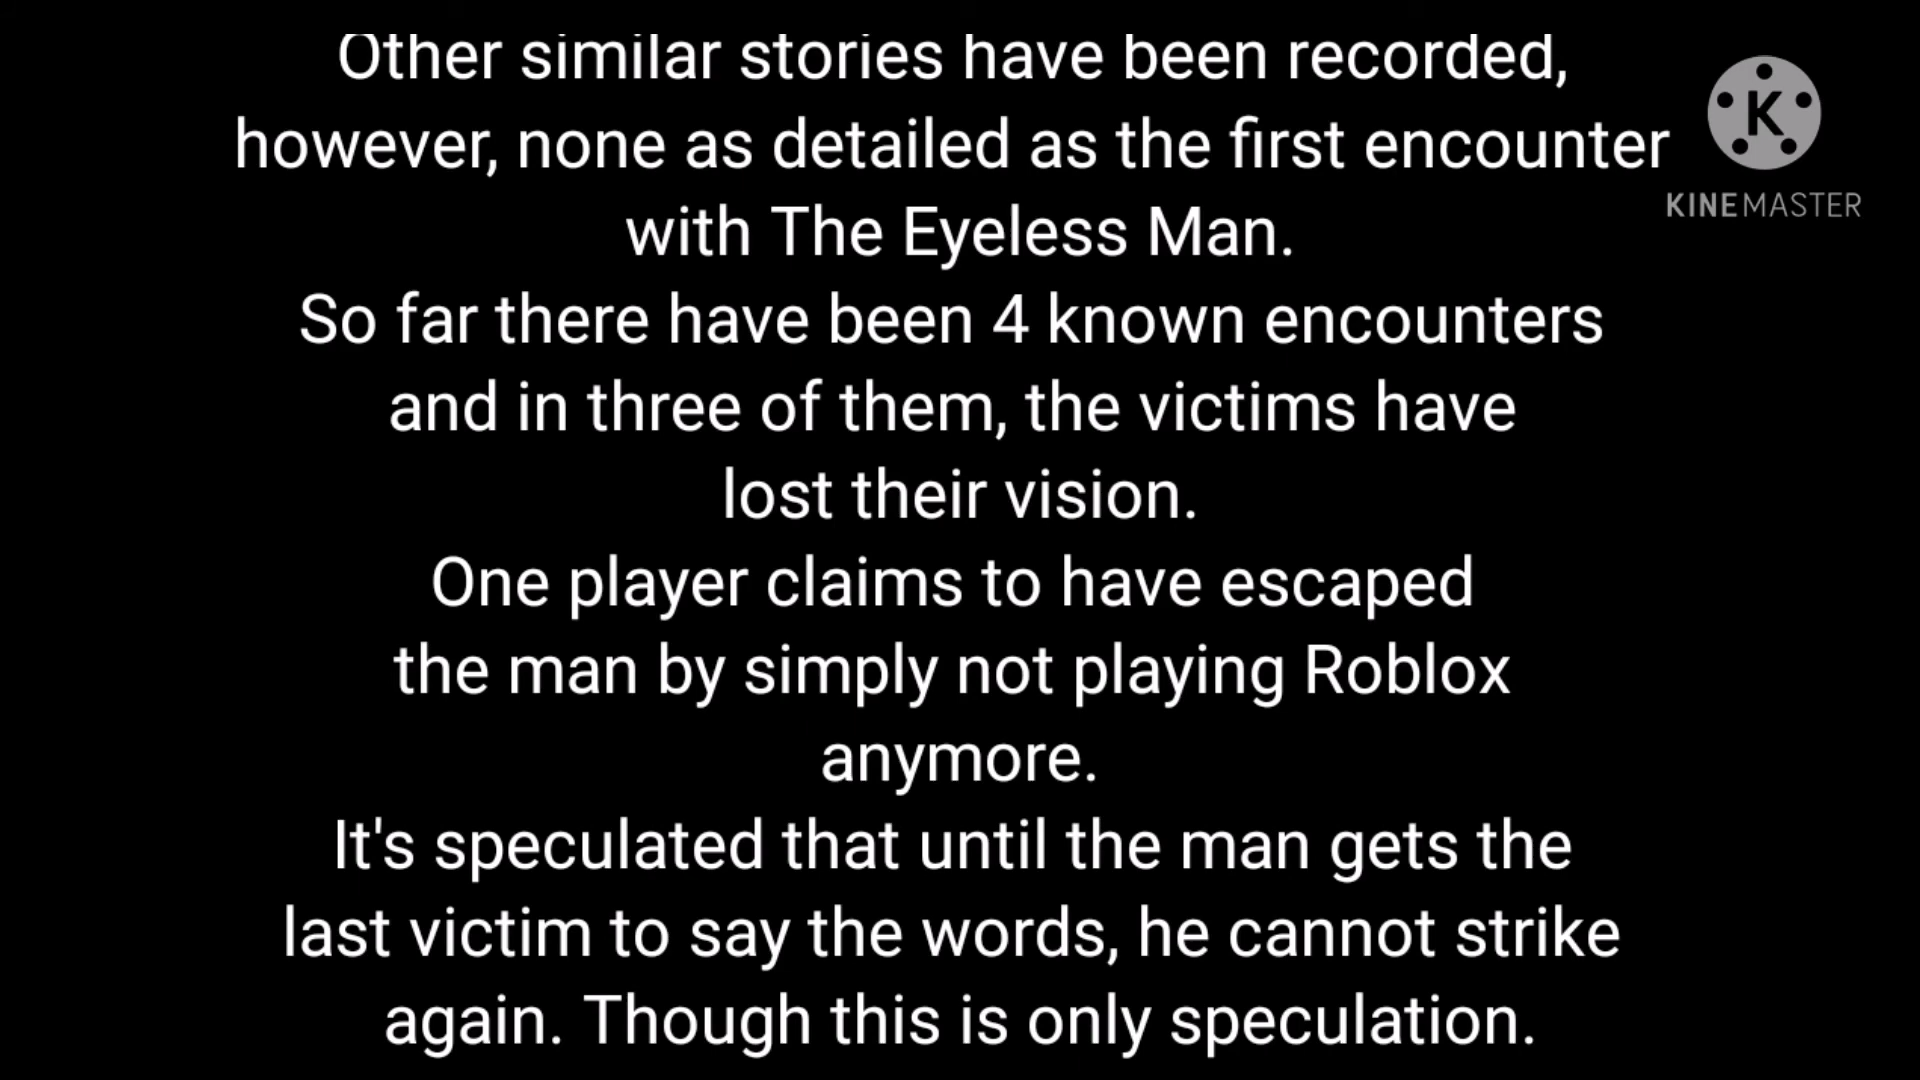 Other similar stories have been recorded,
however, none as detailed as the first encounter
with The Eyeless Man.
So far there have been 4 known encounters
and in three of them, the victims have
lost their vision.
One player claims to have escaped
the man by simply not playing Roblox
anymore.
It's speculated that until the man gets the
last victim to say the words, he cannot strike
again. Though this is only speculation.
K
KINEMASTER